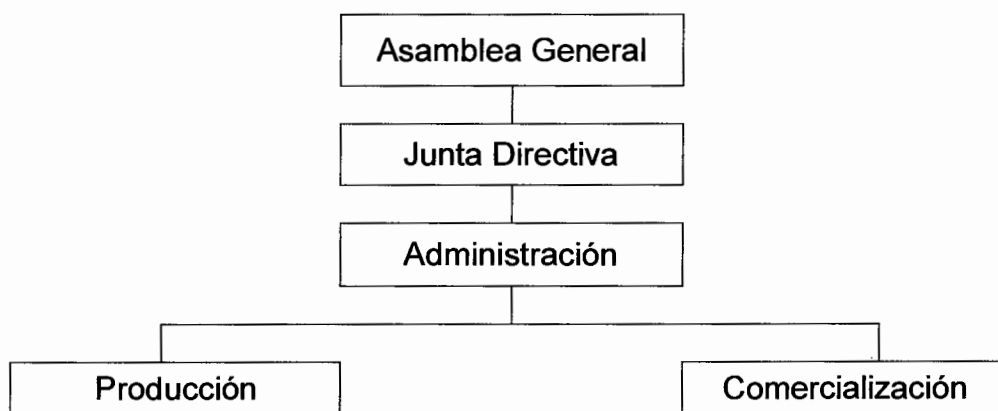 Asamblea General
Junta Directiva
Administración
Producción
Comercialización